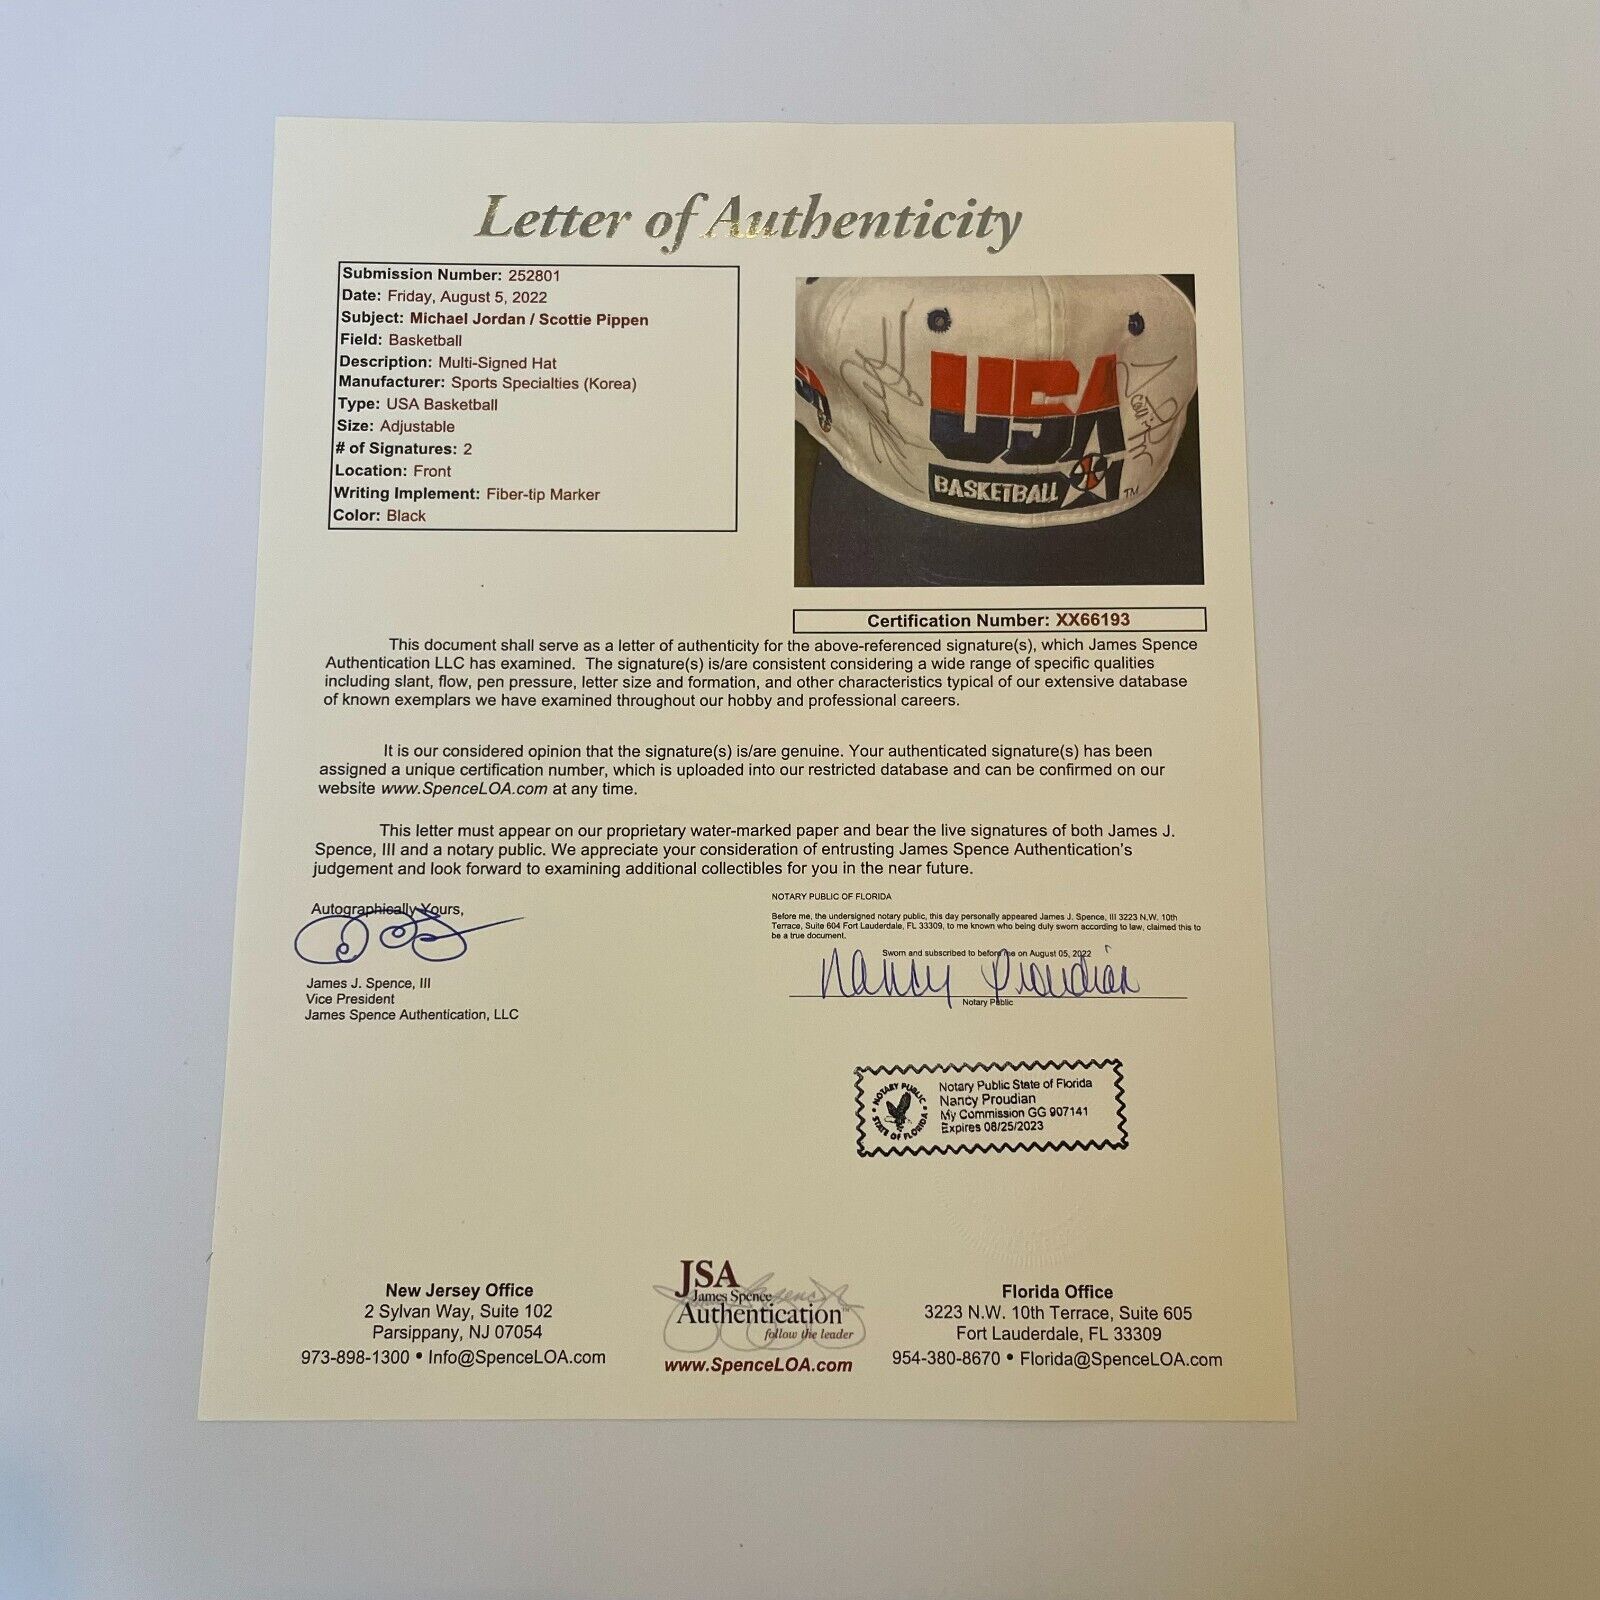 Letter of Authenticity
Submission Number: 252801
Date: Friday, August 5, 2022
Subject: Michael Jordan / Scottie Pippen
Field: Basketball
Description: Multi-Signed Hat
Manufacturer: Sports Specialties (Korea)
Type: USA Basketball
Size: Adjustable
# of Signatures: 2
Location: Front
Writing Implement: Fiber-tip Marker
Color: Black
USA
BASKETBALL
TM
Certification Number: XX66193
This document shall serve as a letter of authenticity for the above-referenced signature(s), which James Spence
Authentication LLC has examined. The signature(s) is/are consistent considering a wide range of specific qualities
including slant, flow, pen pressure, letter size and formation, and other characteristics typical of our extensive database
of known exemplars we have examined throughout our hobby and professional careers.
It is our considered opinion that the signature(s) is/are genuine. Your authenticated signature(s) has been
assigned a unique certification number, which is uploaded into our restricted database and can be confirmed on our
website www.SpenceLOA.com at any time.
This letter must appear on our proprietary water-marked paper and bear the live signatures of both James J.
Spence, III and a notary public. We appreciate your consideration of entrusting James Spence Authentication's
judgement and look forward to examining additional collectibles for you in the near future.
Autographically Yours,
James J. Spence, III
Vice President
James Spence Authentication, LLC
NOTARY PUBLIC OF FLORIDA
Before me, the undersigned notary public, this day personally appeared James J. Spence, III 3223 N.W. 10th
Terrace, Suite 604 Fort Lauderdale, FL 33309, to me known who being duly sworn according to law, claimed this to
be a true document.
Sworn and subscribed to before me on August 05, 2022
Nancy Proudian
Notary Public
NOTARY PUBLIC
STATE OF FLORIDA
Notary Public State of Florida
Nancy Proudian
My Commission GG 907141
Expires 08/25/2023
New Jersey Office
2 Sylvan Way, Suite 102
Parsippany, NJ 07054
973-898-1300 • Info@SpenceLOA.com
JSA
James Spence
Authentication™
follow the leader
www.SpenceLOA.com
Florida Office
3223 N.W. 10th Terrace, Suite 605
Fort Lauderdale, FL 33309
954-380-8670 • Florida@SpenceLOA.com